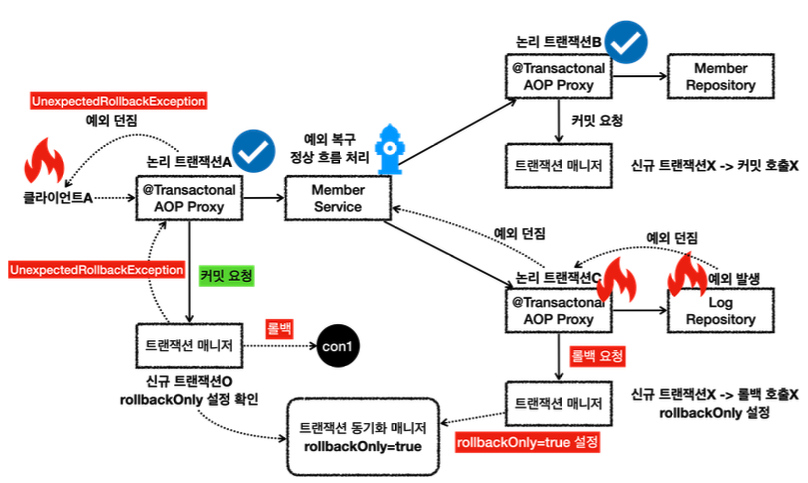 논리 트랜잭션B
@Transactonal
AOP Proxy
Member
Repository
UnexpectedRollbackException
예외 던짐
커밋 요청
예외 복구
정상 흐름 처리
논리 트랜잭션A
트랜잭션 매니저
신규 트랜잭션X -> 커밋 호출X
클라이언트A
@Transactonal
AOP Proxy
Member
Service
예외 던짐
예외 던짐
UnexpectedRollbackException
커밋 요청
논리 트랜잭션C
예외 발생
@Transactonal
AOP Proxy
Log
Repository
트랜잭션 매니저
롤백
con1
롤백 요청
신규 트랜잭션O
rollbackOnly 설정 확인
트랜잭션 매니저
신규 트랜잭션X -> 롤백 호출X
rollbackOnly 설정
트랜잭션 동기화 매니저
rollbackOnly=true
rollbackOnly=true 설정